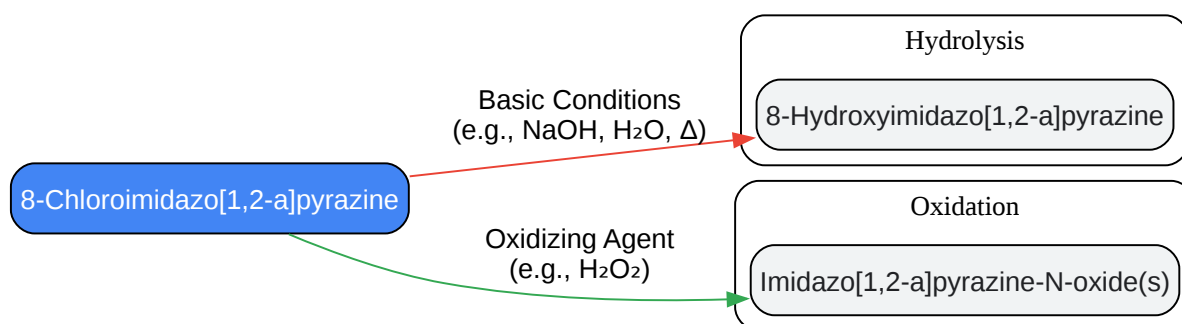 Hydrolysis
Basic Conditions
(e.g., NaOH, H₂O, Δ)
8-Hydroxyimidazo[1,2-a]pyrazine
8-Chloroimidazo[1,2-a]pyrazine
Oxidation
Oxidizing Agent
(e.g., H₂O₂)
Imidazo[1,2-a]pyrazine-N-oxide(s)